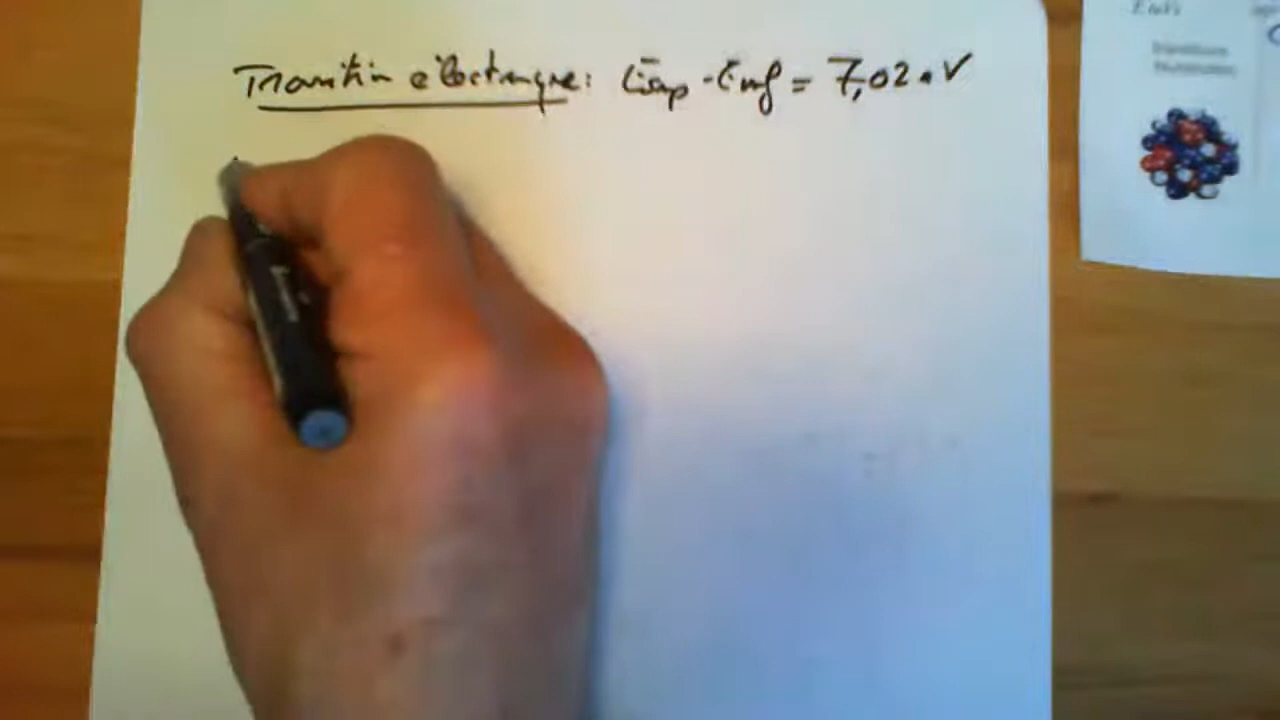 Transition électronique: Esup - Einf = 7,02 eV